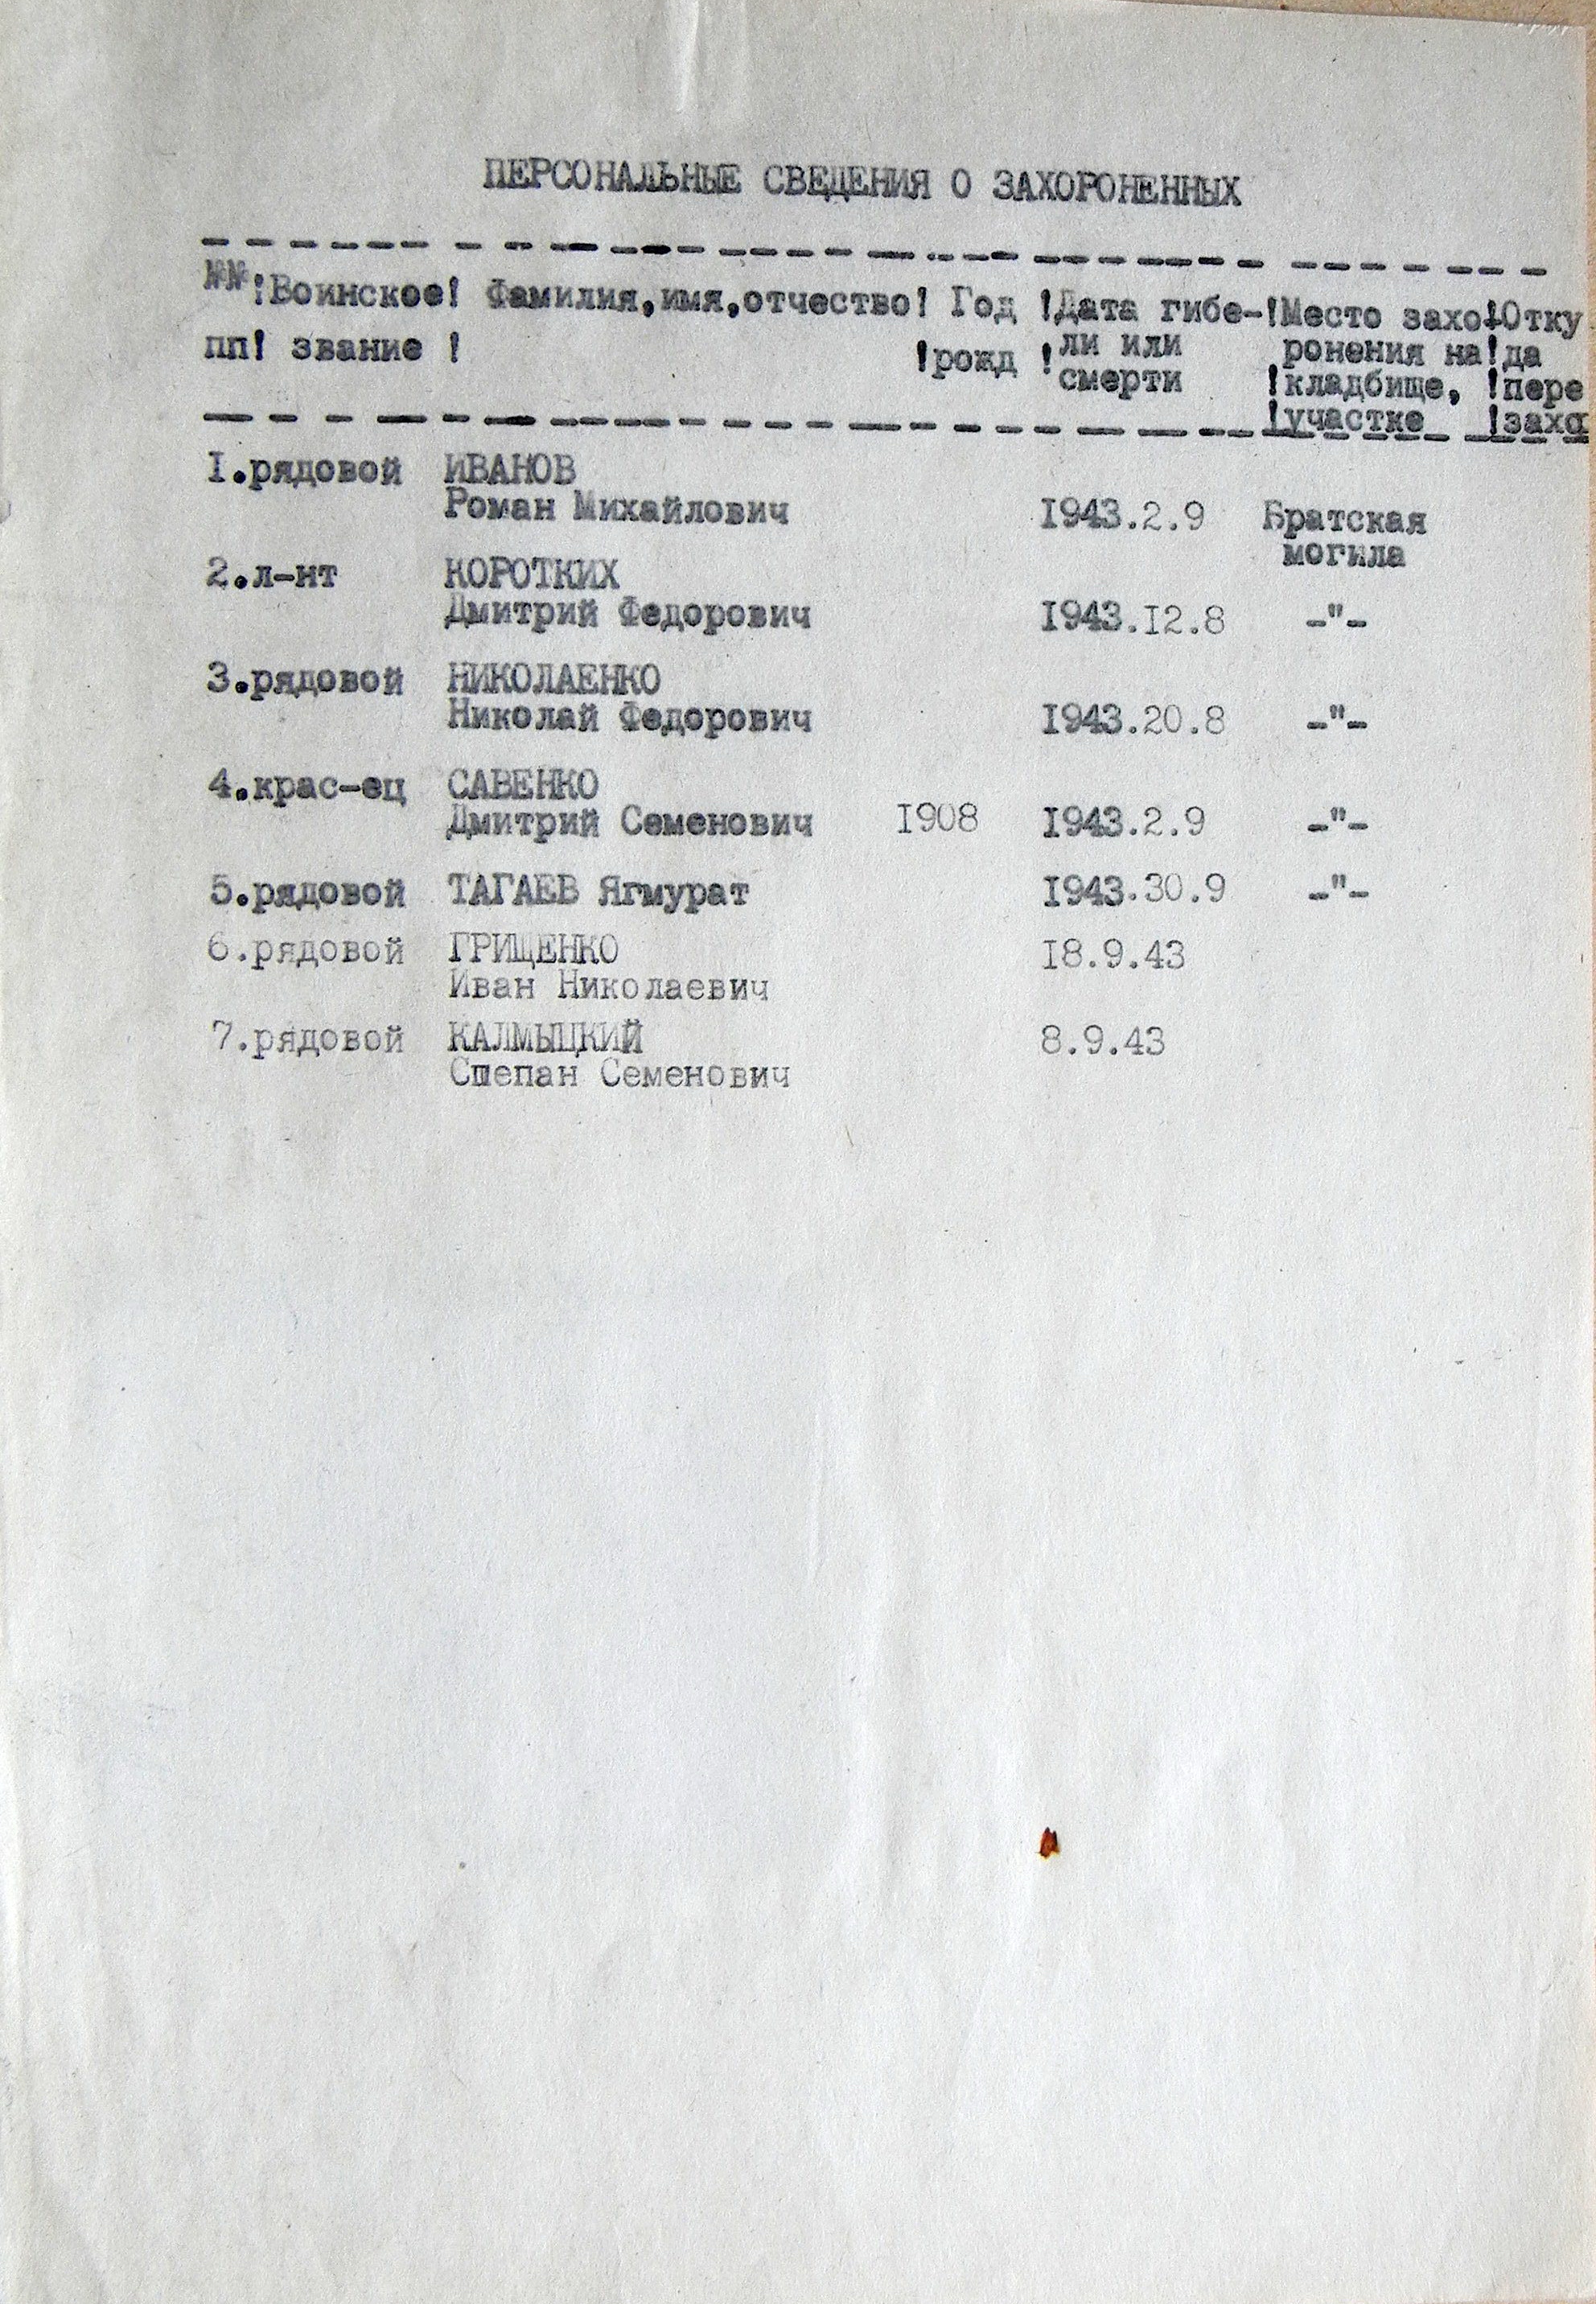 ПЕРСОНАЛЬНЫЕ СВЕДЕНИЯ О ЗАХОРОНЕННЫХ
№№!Воинское! Фамилия,имя,отчество! Год !Дата гибе-!Место захо!Отку
пп! звание ! !рожд !ли или ронения на!да
смерти !кладбище, !пере
!участке !захо
1.рядовой ИВАНОВ
Роман Михайлович 1943.2.9 Братская
могила
2.л-нт КОРОТКИХ
Дмитрий Федорович 1943.12.8 -"-
3.рядовой НИКОЛАЕНКО
Николай Федорович 1943.20.8 -"-
4.крас-ец САВЕНКО
Дмитрий Семенович 1908 1943.2.9 -"-
5.рядовой ТАГАЕВ Ягмурат 1943.30.9 -"-
6.рядовой ГРИЩЕНКО 18.9.43
Иван Николаевич
7.рядовой КАЛМЫЦКИЙ 8.9.43
Сшепан Семенович